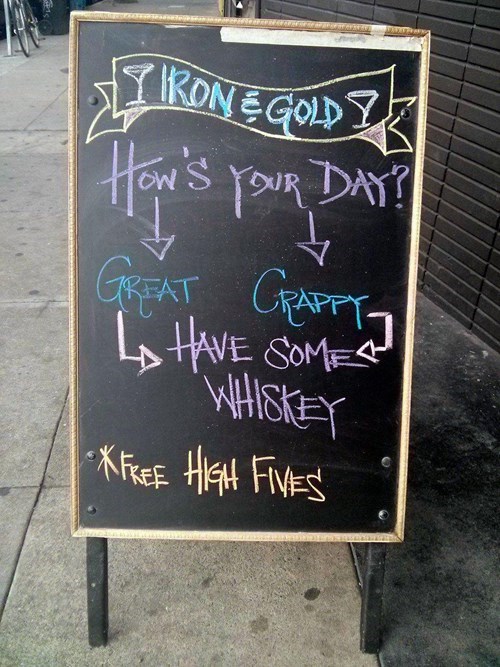 IRON & GOLD
HOW'S YOUR DAY?
GREAT CRAPPY
HAVE SOME
WHISKEY
*FREE HIGH FIVES